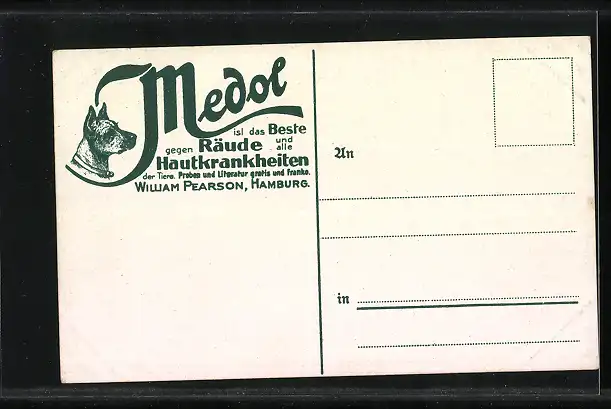 Medol
ist das Beste
gegen Räude und alle
Hautkrankheiten
der Tiere. Proben und Literatur gratis und franko.
WILLIAM PEARSON, HAMBURG.
An
in